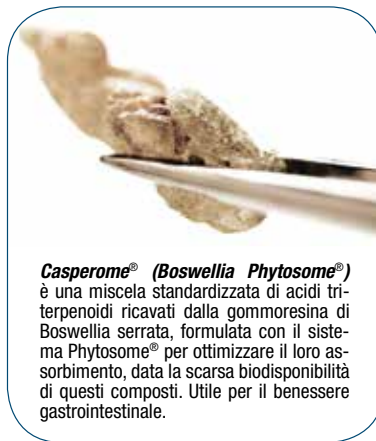 Casperome® (Boswellia Phytosome®)
è una miscela standardizzata di acidi tri-
terpenoidi ricavati dalla gommoresina di
Boswellia serrata, formulata con il siste-
ma Phytosome® per ottimizzare il loro as-
sorbimento, data la scarsa biodisponibilità
di questi composti. Utile per il benessere
gastrointestinale.